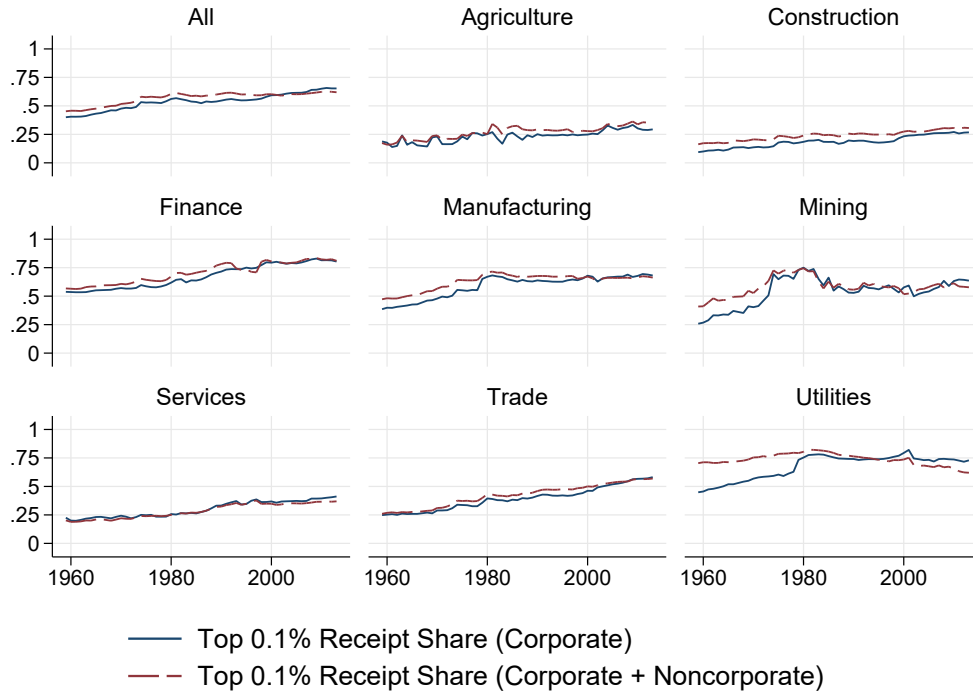 All Agriculture Construction
1
.75
.5
.25
0
Finance Manufacturing Mining
1
.75
.5
.25
0
Services Trade Utilities
1
.75
.5
.25
0
1960 1980 2000 1960 1980 2000 1960 1980 2000
Top 0.1% Receipt Share (Corporate)
Top 0.1% Receipt Share (Corporate + Noncorporate)